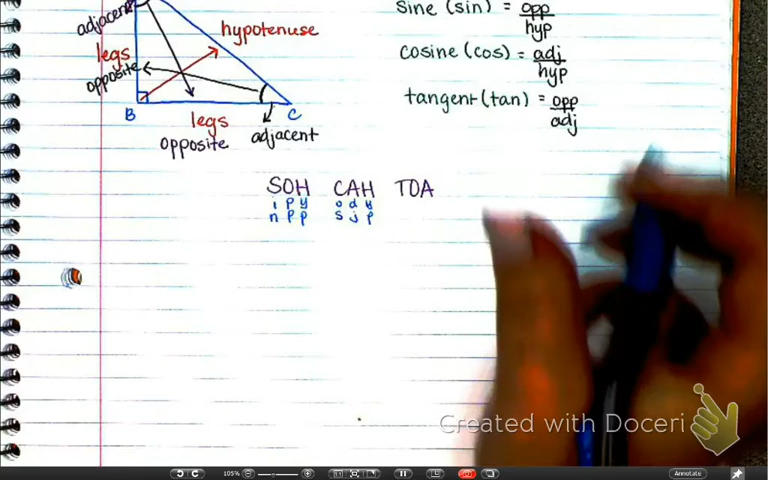 adjacent
hypotenuse
legs
opposite
B
C
legs
opposite
adjacent
sine (sin) = opp
hyp
cosine (cos) = adj
hyp
tangent (tan) = opp
adj
SOH CAH TOA
i p y o d y
n p p s j p
Created with Doceri
105%
Annotate